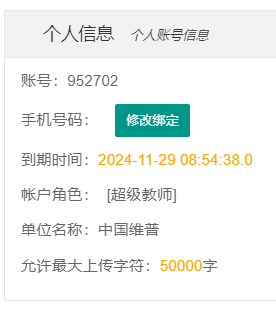 个人信息 个人账号信息
账号：952702
手机号码： 修改绑定
到期时间：2024-11-29 08:54:38.0
帐户角色： [超级教师]
单位名称：中国维普
允许最大上传字符：50000字